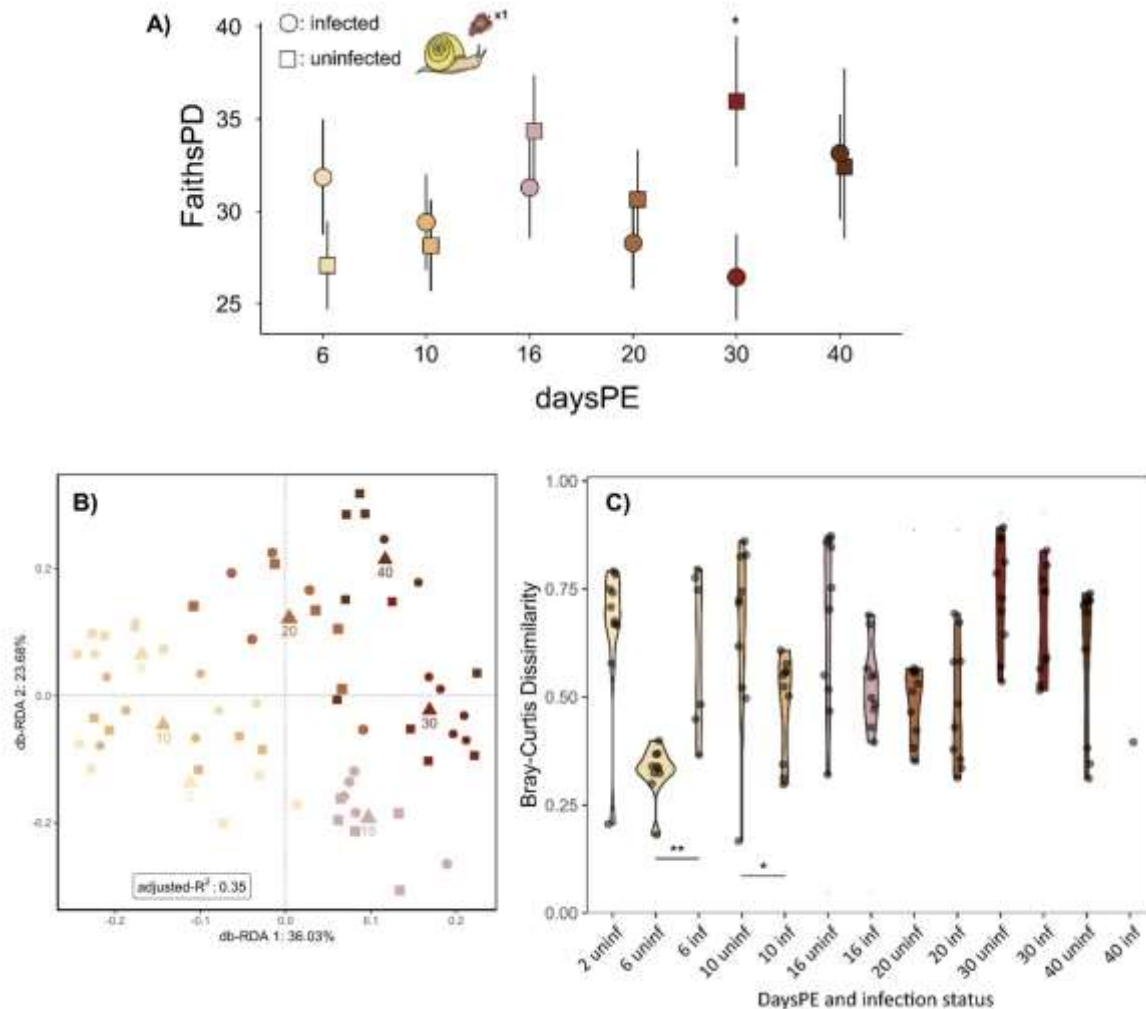 A)
: infected
: uninfected
x1
*
40
35
30
25
FaithsPD
6 10 16 20 30 40
daysPE
B)
0.2
0.0
-0.2
db-RDA 2: 23.68%
40
20
30
10
adjusted-R² : 0.35
-0.2 -0.1 0.0 0.1 0.2
db-RDA 1: 36.03%
C)
1.00
0.75
0.50
0.25
0.00
Bray-Curtis Dissimilarity
**
*
2 uninf 6 uninf 6 inf 10 uninf 10 inf 16 uninf 16 inf 20 uninf 20 inf 30 uninf 30 inf 40 uninf 40 inf
DaysPE and infection status